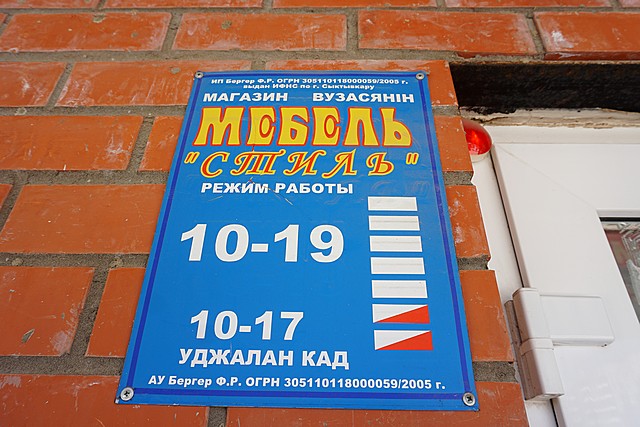 ИП Бергер Ф.Р. ОГРН 305110118000059/2005 г.
выдан ИФНС по г. Сыктывкару
МАГАЗИН ВУЗАСЯНІН
МЕБЕЛЬ
"СТИЛЬ"
РЕЖИМ РАБОТЫ
10-19
10-17
УДЖАЛАН КАД
АУ Бергер Ф.Р. ОГРН 305110118000059/2005 г.